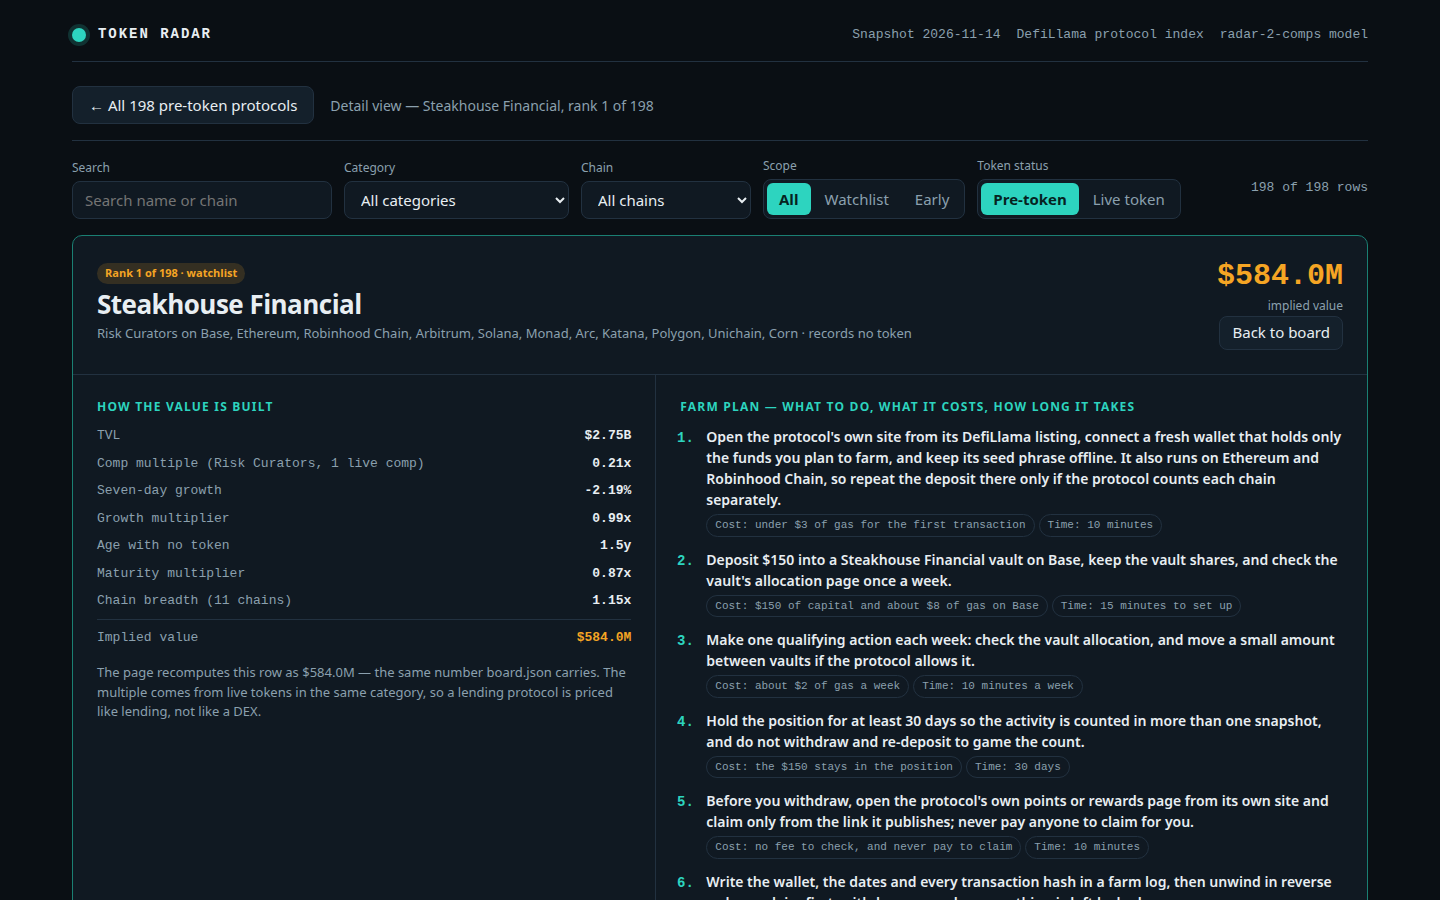 TOKEN RADAR
Snapshot 2026-11-14 DefiLlama protocol index radar-2-comps model
← All 198 pre-token protocols
Detail view — Steakhouse Financial, rank 1 of 198
Search
Category
Chain
Scope
Token status
Search name or chain
All categories
All chains
All Watchlist Early
Pre-token Live token
198 of 198 rows
Rank 1 of 198 · watchlist
Steakhouse Financial
Risk Curators on Base, Ethereum, Robinhood Chain, Arbitrum, Solana, Monad, Arc, Katana, Polygon, Unichain, Corn · records no token
$584.0M
implied value
Back to board
HOW THE VALUE IS BUILT
TVL $2.75B
Comp multiple (Risk Curators, 1 live comp) 0.21x
Seven-day growth -2.19%
Growth multiplier 0.99x
Age with no token 1.5y
Maturity multiplier 0.87x
Chain breadth (11 chains) 1.15x
Implied value $584.0M
The page recomputes this row as $584.0M — the same number board.json carries. The
multiple comes from live tokens in the same category, so a lending protocol is priced
like lending, not like a DEX.
FARM PLAN — WHAT TO DO, WHAT IT COSTS, HOW LONG IT TAKES
1. Open the protocol's own site from its DefiLlama listing, connect a fresh wallet that holds only
the funds you plan to farm, and keep its seed phrase offline. It also runs on Ethereum and
Robinhood Chain, so repeat the deposit there only if the protocol counts each chain
separately.
Cost: under $3 of gas for the first transaction Time: 10 minutes
2. Deposit $150 into a Steakhouse Financial vault on Base, keep the vault shares, and check the
vault's allocation page once a week.
Cost: $150 of capital and about $8 of gas on Base Time: 15 minutes to set up
3. Make one qualifying action each week: check the vault allocation, and move a small amount
between vaults if the protocol allows it.
Cost: about $2 of gas a week Time: 10 minutes a week
4. Hold the position for at least 30 days so the activity is counted in more than one snapshot,
and do not withdraw and re-deposit to game the count.
Cost: the $150 stays in the position Time: 30 days
5. Before you withdraw, open the protocol's own points or rewards page from its own site and
claim only from the link it publishes; never pay anyone to claim for you.
Cost: no fee to check, and never pay to claim Time: 10 minutes
6. Write the wallet, the dates and every transaction hash in a farm log, then unwind in reverse